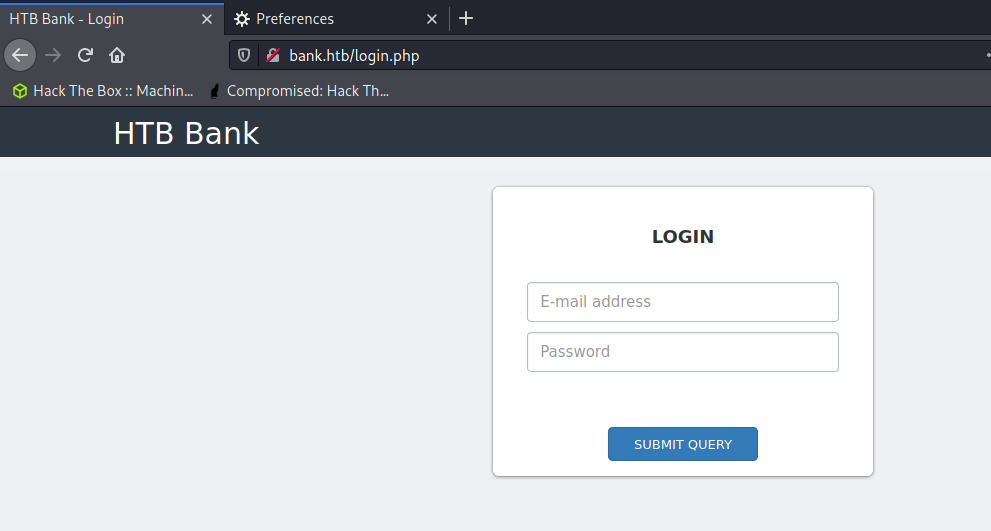 HTB Bank - Login
Preferences
bank.htb/login.php
Hack The Box :: Machin... Compromised: Hack Th...
HTB Bank
LOGIN
E-mail address
Password
SUBMIT QUERY